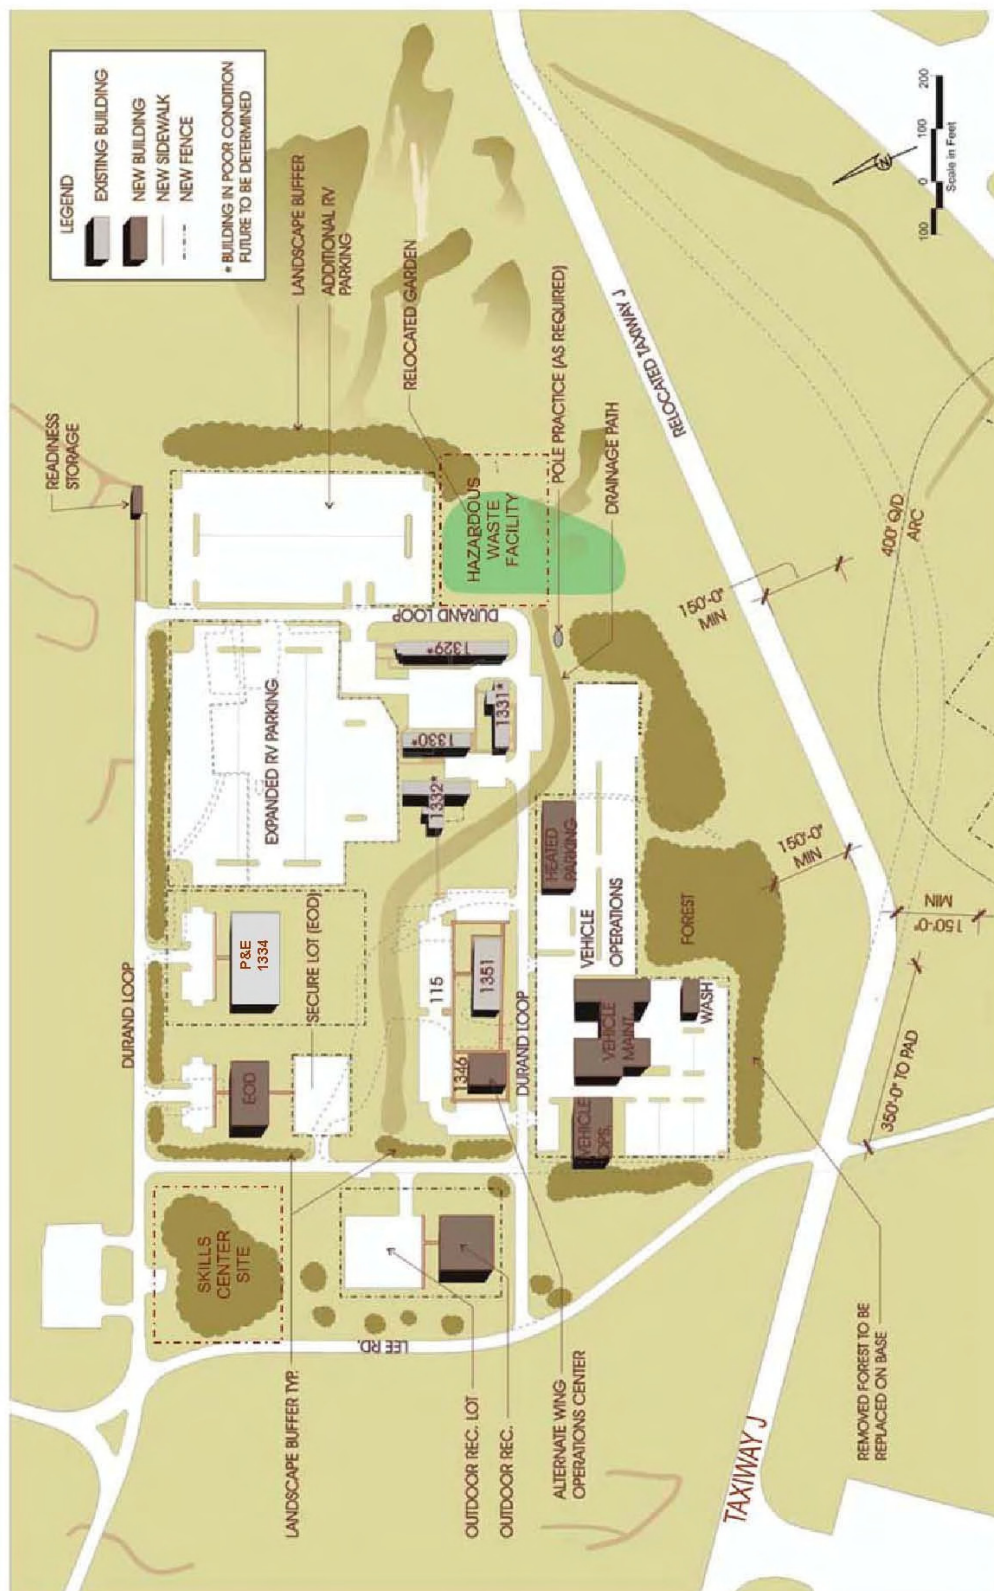 LEGEND
EXISTING BUILDING
NEW BUILDING
NEW SIDEWALK
NEW FENCE
* BUILDING IN POOR CONDITION
FUTURE TO BE DETERMINED
READINESS
STORAGE
LANDSCAPE BUFFER
ADDITIONAL RV
PARKING
RELOCATED GARDEN
HAZARDOUS
WASTE
FACILITY
POLE PRACTICE (AS REQUIRED)
DRAINAGE PATH
RELOCATED TAXIWAY J
100 0 100 200
Scale in Feet
N
400' Q/D
ARC
150'-0"
MIN
150'-0"
MIN
150'-0"
MIN
350'-0" TO PAD
DURAND LOOP
EXPANDED RV PARKING
DURAND
LOOP
1329*
1330*
1331*
1332*
P&E
1334
SECURE LOT (EOD)
EOD
115
1351
1346
DURAND LOOP
HEATED
PARKING
VEHICLE
OPERATIONS
FOREST
VEHICLE
MAINT.
WASH
VEHICLE
OPS.
SKILLS
CENTER
SITE
LEE RD.
LANDSCAPE BUFFER TYP.
OUTDOOR REC. LOT
OUTDOOR REC.
ALTERNATE WING
OPERATIONS CENTER
REMOVED FOREST TO BE
REPLACED ON BASE
TAXIWAY J